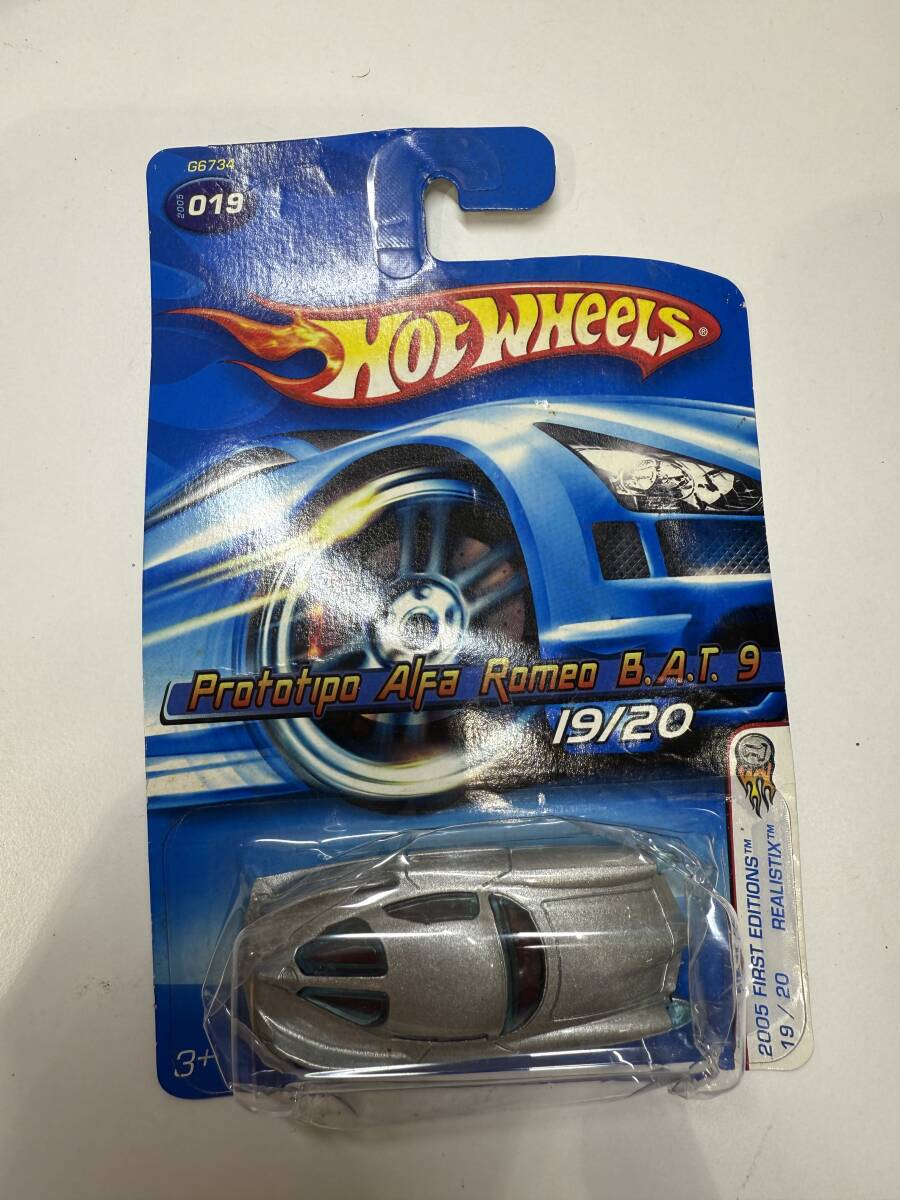 G6734
2005
019
HOT WHEELS®
Prototipo Alfa Romeo B.A.T. 9
19/20
2005 FIRST EDITIONS™
19 / 20 REALISTIX™
3+